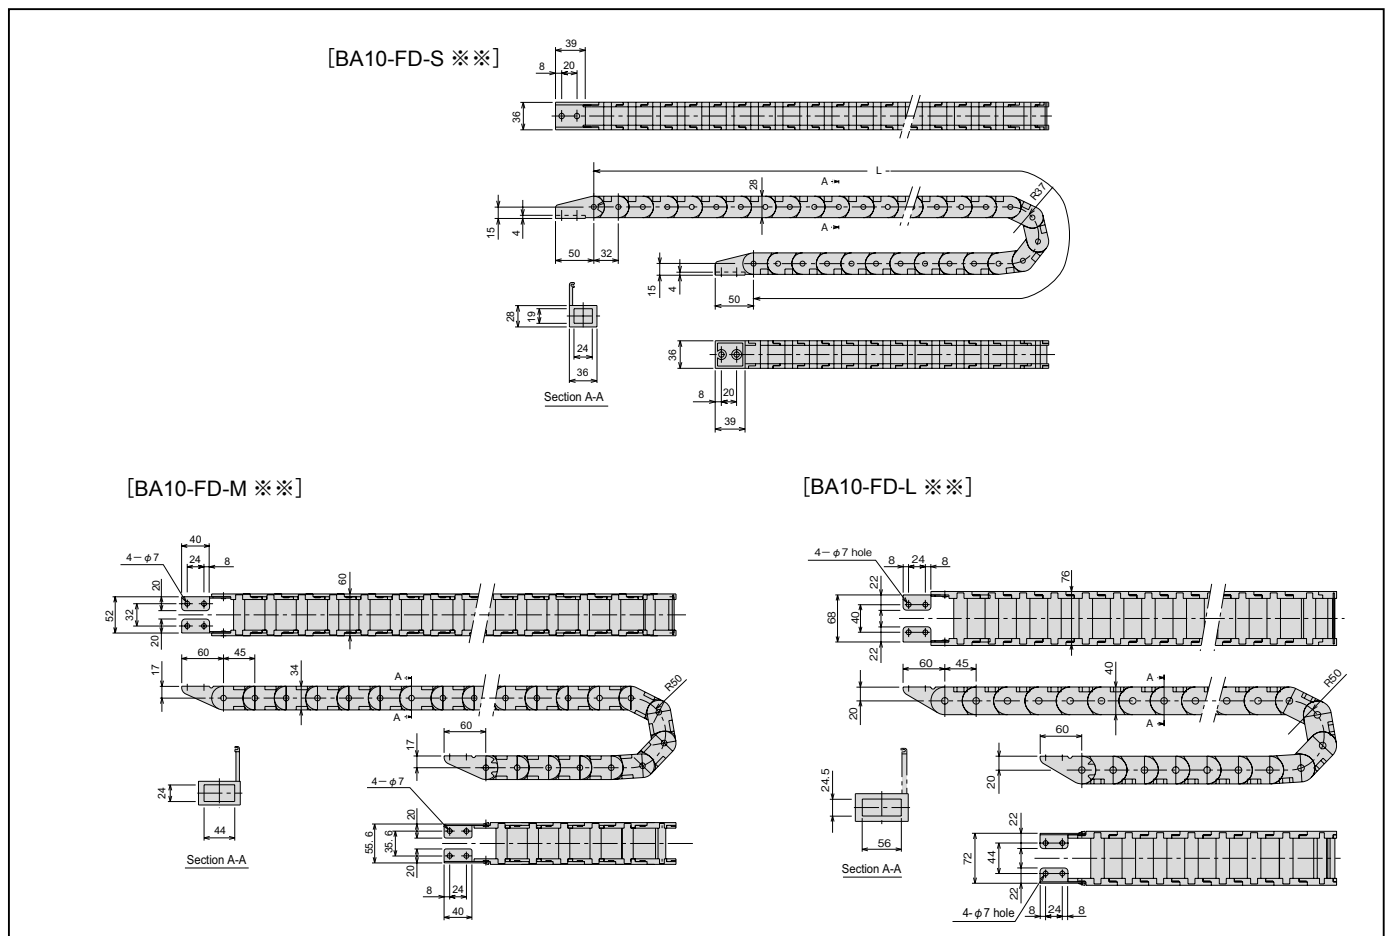 [BA10-FD-S ※※]
39
8 20
36
L
A
28
R37
A
15
4
50 32
15
4
50
28
19
24
36
Section A-A
36
8 20
39
[BA10-FD-M ※※]
40
4－φ7 24 8
20
60
52
32
20
60 45
17
34
A
A
R50
60
17
24
44
Section A-A
4－φ7
20
55.6
35.6
20
8 24
40
[BA10-FD-L ※※]
4－φ7 hole
8 24 8
22
76
68
40
22
60 45
20
40
A
A
R50
60
20
24.5
56
Section A-A
22
72
44
22
4-φ7 hole 8 24 8